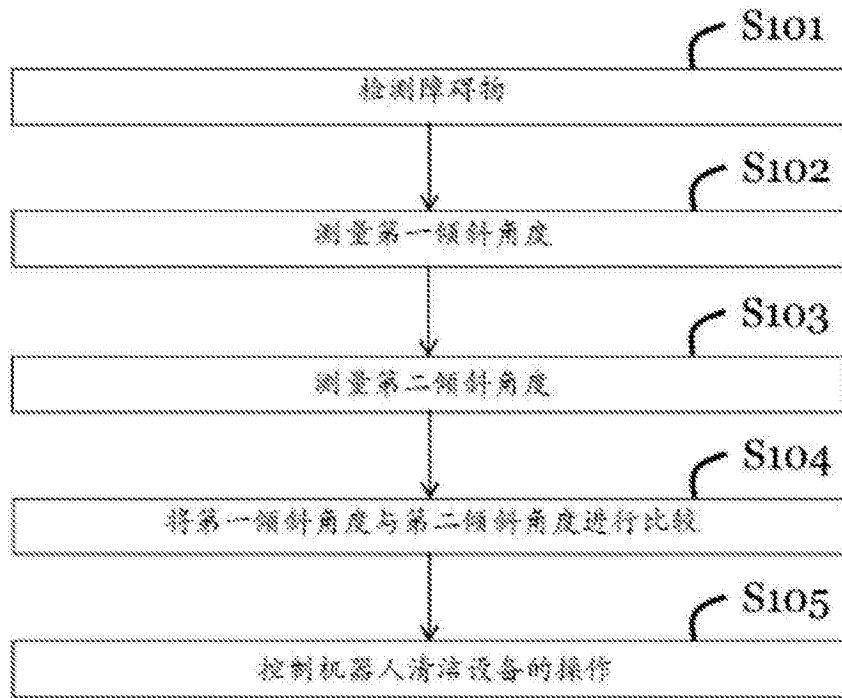 S101
检测障碍物
S102
测量第一倾斜角度
S103
测量第二倾斜角度
S104
将第一倾斜角度与第二倾斜角度进行比较
S105
控制机器人清洁设备的操作